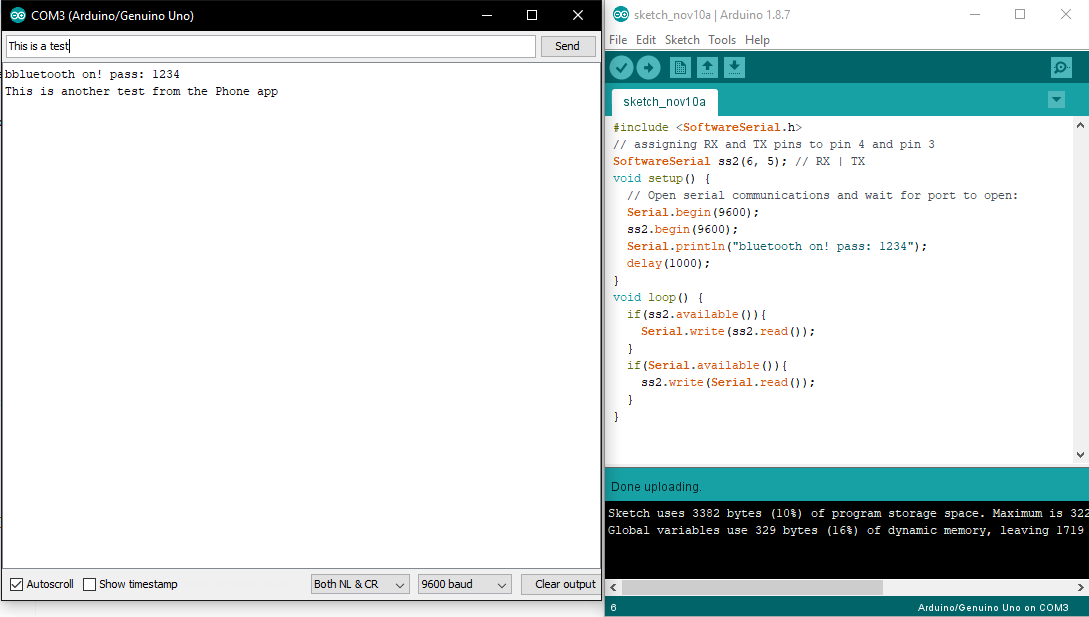 COM3 (Arduino/Genuino Uno)
This is a test
Send
bbluetooth on! pass: 1234
This is another test from the Phone app
Autoscroll
Show timestamp
Both NL & CR
9600 baud
Clear output
sketch_nov10a | Arduino 1.8.7
File Edit Sketch Tools Help
sketch_nov10a
#include <SoftwareSerial.h>
// assigning RX and TX pins to pin 4 and pin 3
SoftwareSerial ss2(6, 5); // RX | TX
void setup() {
  // Open serial communications and wait for port to open:
  Serial.begin(9600);
  ss2.begin(9600);
  Serial.println("bluetooth on! pass: 1234");
  delay(1000);
}
void loop() {
  if(ss2.available()){
    Serial.write(ss2.read());
  }
  if(Serial.available()){
    ss2.write(Serial.read());
  }
}
Done uploading.
Sketch uses 3382 bytes (10%) of program storage space. Maximum is 322
Global variables use 329 bytes (16%) of dynamic memory, leaving 1719
6
Arduino/Genuino Uno on COM3